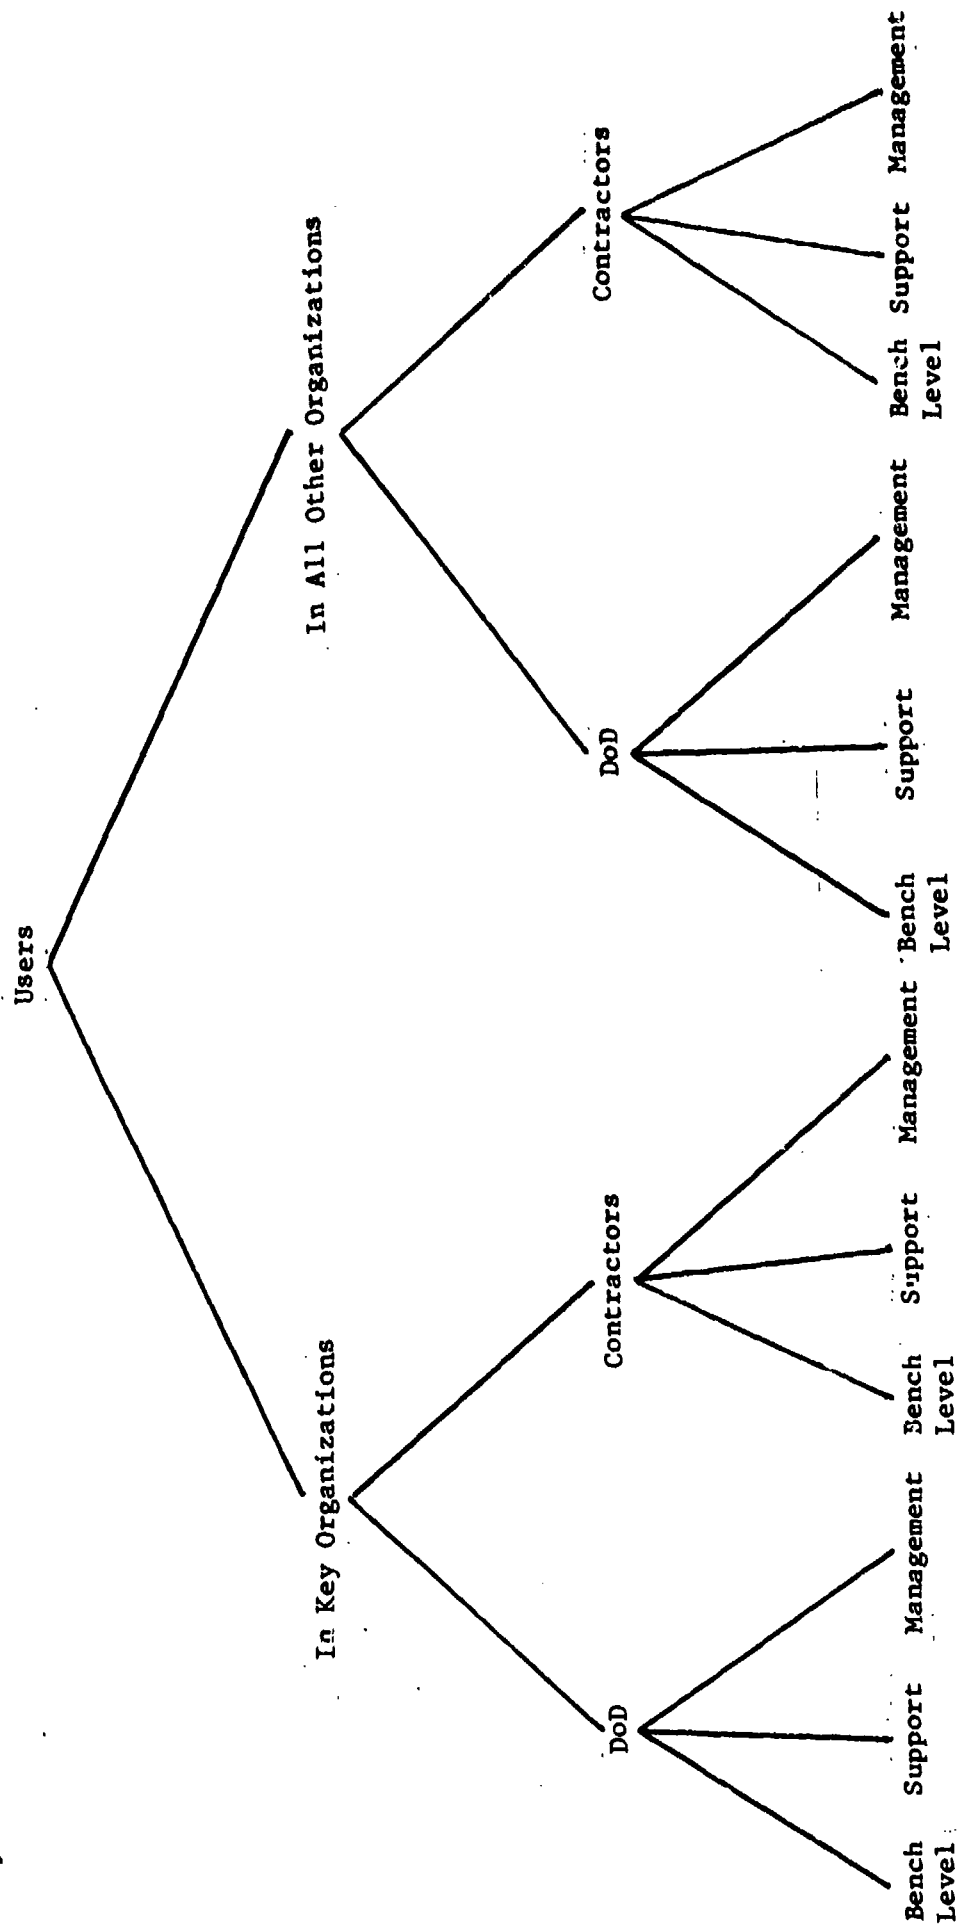 Users
In Key Organizations
In All Other Organizations
DoD
Contractors
DoD
Contractors
Bench Support Management Bench Support Management Bench Support Management Bench Support Management
Level Level Level Level